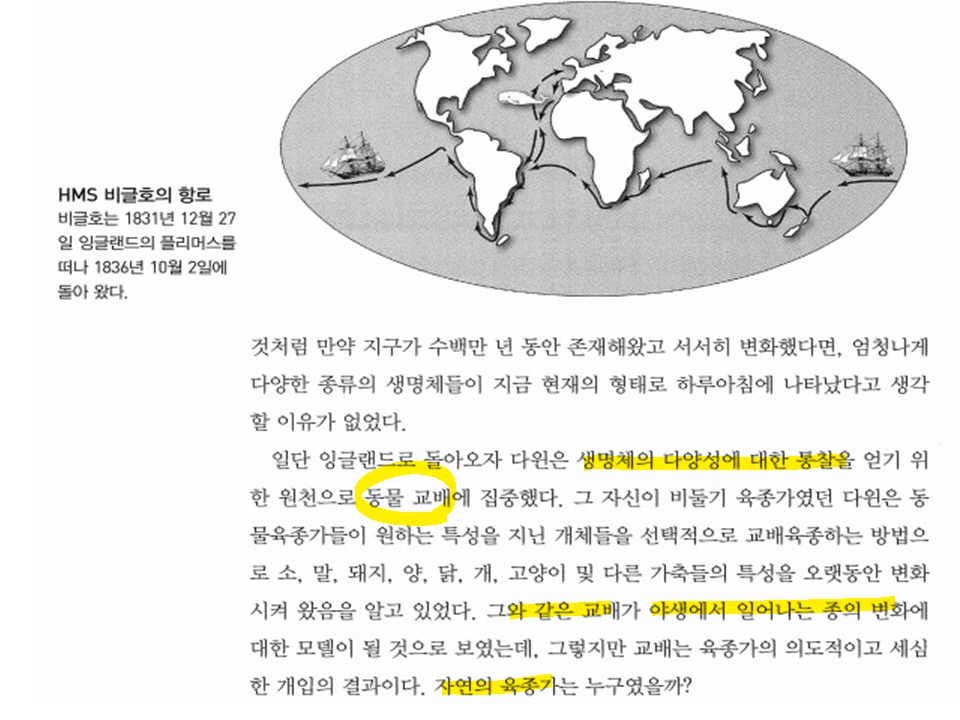 HMS 비글호의 항로
비글호는 1831년 12월 27
일 잉글랜드의 플리머스를
떠나 1836년 10월 2일에
돌아 왔다.
것처럼 만약 지구가 수백만 년 동안 존재해왔고 서서히 변화했다면, 엄청나게
다양한 종류의 생명체들이 지금 현재의 형태로 하루아침에 나타났다고 생각
할 이유가 없었다.
일단 잉글랜드로 돌아오자 다윈은 생명체의 다양성에 대한 통찰을 얻기 위
한 원천으로 동물 교배에 집중했다. 그 자신이 비둘기 육종가였던 다윈은 동
물육종가들이 원하는 특성을 지닌 개체들을 선택적으로 교배육종하는 방법으
로 소, 말, 돼지, 양, 닭, 개, 고양이 및 다른 가축들의 특성을 오랫동안 변화
시켜 왔음을 알고 있었다. 그와 같은 교배가 야생에서 일어나는 종의 변화에
대한 모델이 될 것으로 보였는데, 그렇지만 교배는 육종가의 의도적이고 세심
한 개입의 결과이다. 자연의 육종가는 누구였을까?